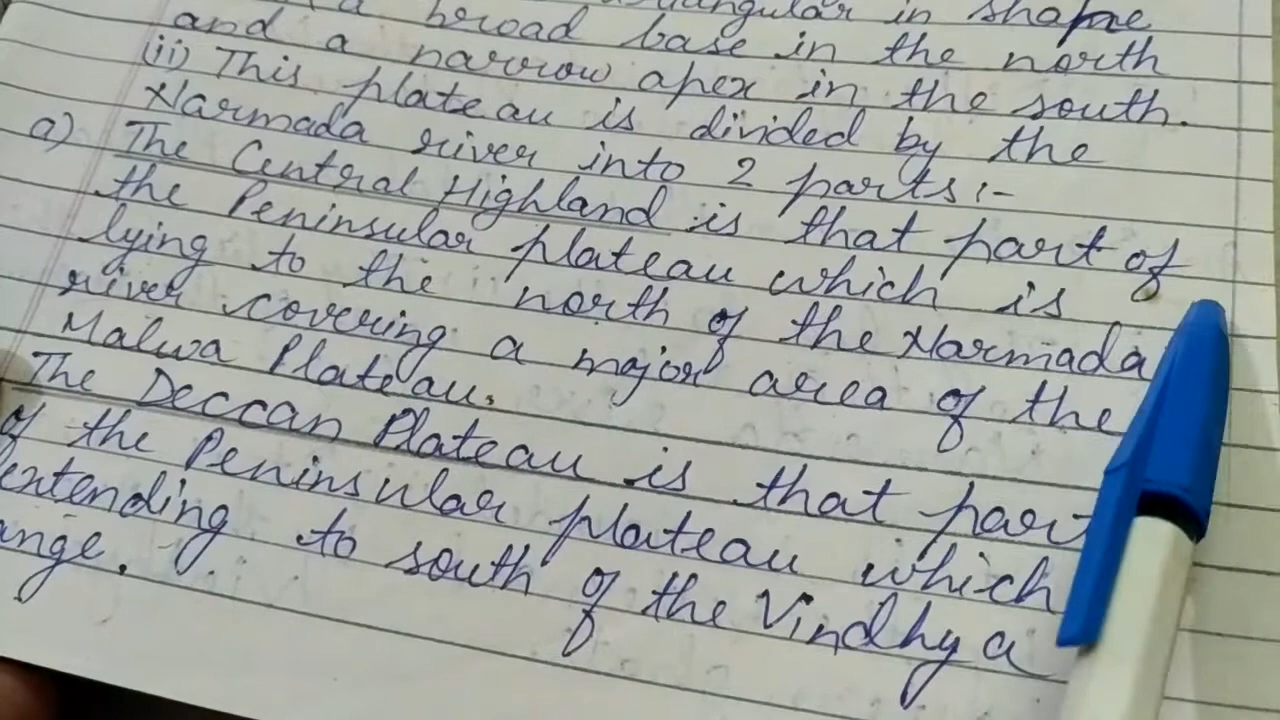 a broad base in the north
in shape
and a narrow apex in the south.
(ii) This plateau is divided by the
Narmada river into 2 parts:-
a) The Central Highland is that part of
the Peninsular plateau which is
lying to the north of the Narmada
river covering a major area of the
Malwa Plateau.
The Deccan Plateau is that part
of the Peninsular plateau which
extending to south of the Vindhya